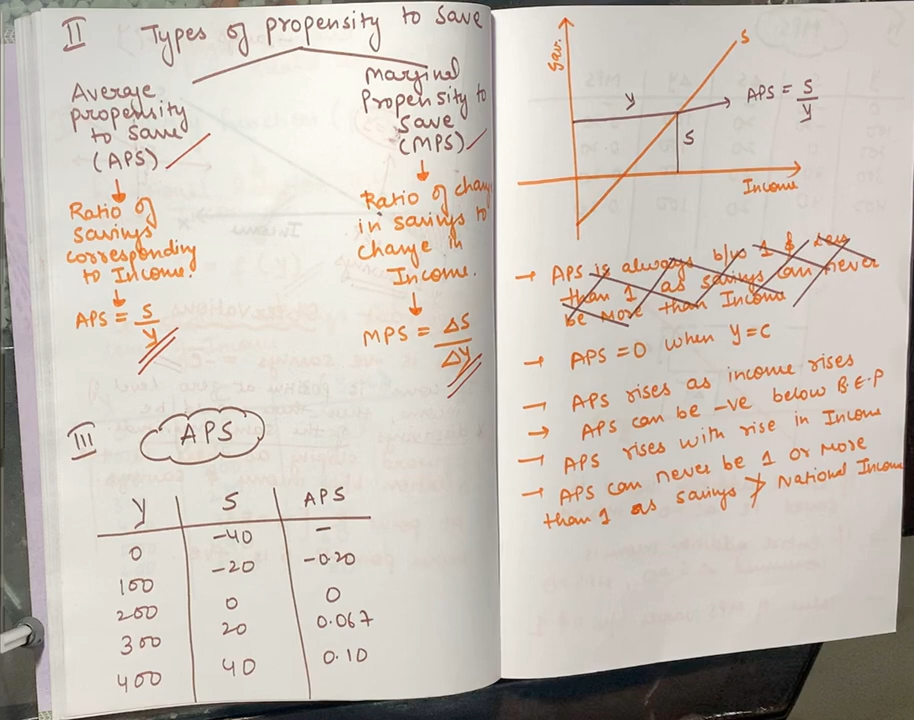 II Types of propensity to save
Average
propensity
to save
(APS)
Ratio of
savings
corresponding
to Income.
APS = S/Y
Marginal
Propensity to
Save
(MPS)
Ratio of chang
in savings to
change in
Income.
MPS = ΔS/ΔY
III APS
Y S APS
0 -40 -
100 -20 -0.20
200 0 0
300 20 0.067
400 40 0.10
Sav.
S
Y
APS = S/Y
S
Income
→ APS is always b/w 1 & less
than 1 as savings can never
be more than Income
→ APS = 0 when Y=C
→ APS rises as income rises
→ APS can be -ve below B.E.P
→ APS rises with rise in Income
→ APS can never be 1 or more
than 1 as savings ≯ National Income